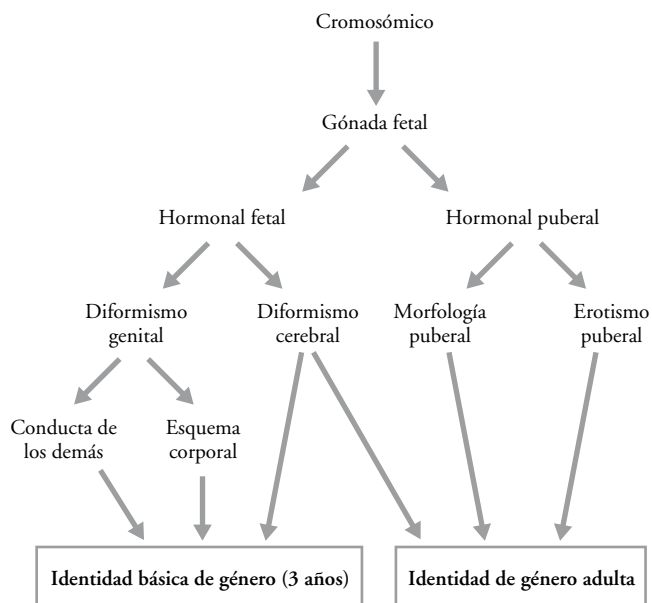 Cromosómico
Gónada fetal
Hormonal fetal
Hormonal puberal
Diformismo
genital
Diformismo
cerebral
Morfología
puberal
Erotismo
puberal
Conducta de
los demás
Esquema
corporal
Identidad básica de género (3 años)
Identidad de género adulta